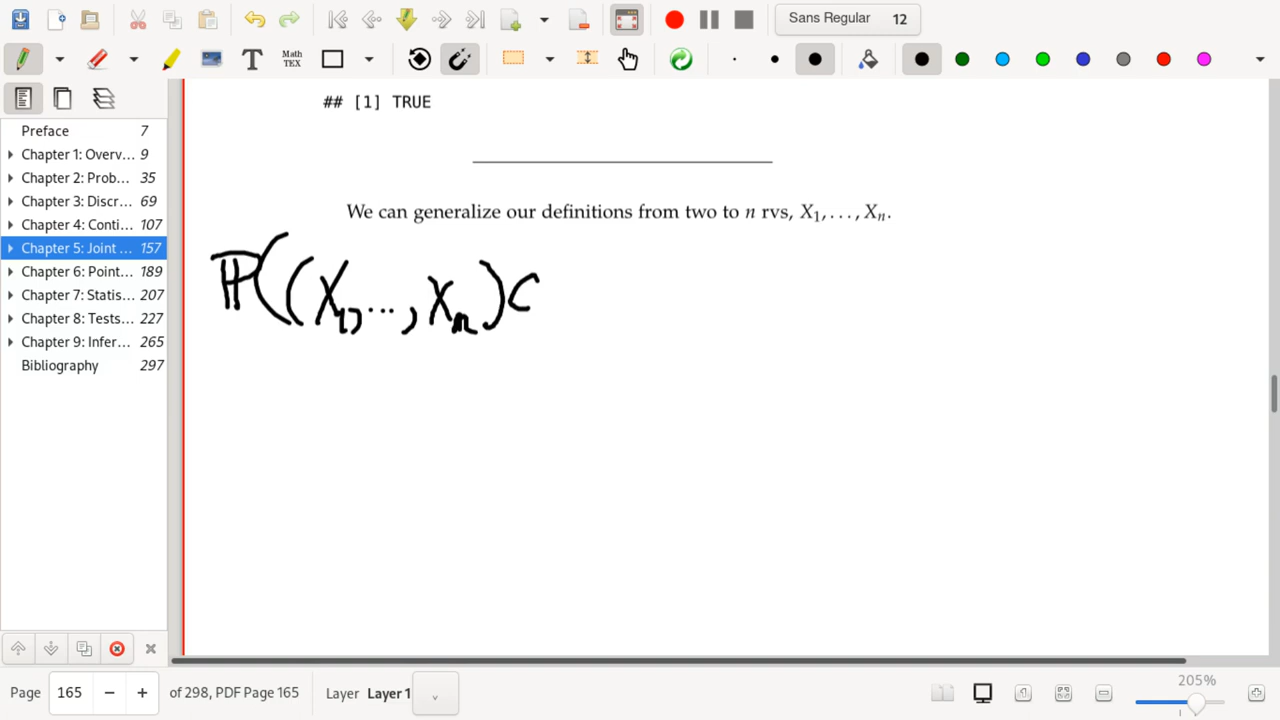 Sans Regular 12
T Math TEX
Preface 7
Chapter 1: Overv... 9
Chapter 2: Prob... 35
Chapter 3: Discr... 69
Chapter 4: Conti... 107
Chapter 5: Joint ... 157
Chapter 6: Point... 189
Chapter 7: Statis... 207
Chapter 8: Tests... 227
Chapter 9: Infer... 265
Bibliography 297
## [1] TRUE
We can generalize our definitions from two to n rvs, X₁, . . . , Xₙ.
ℙ((X₁, ..., Xₙ) C
Page 165 − + of 298, PDF Page 165 Layer Layer 1 205%